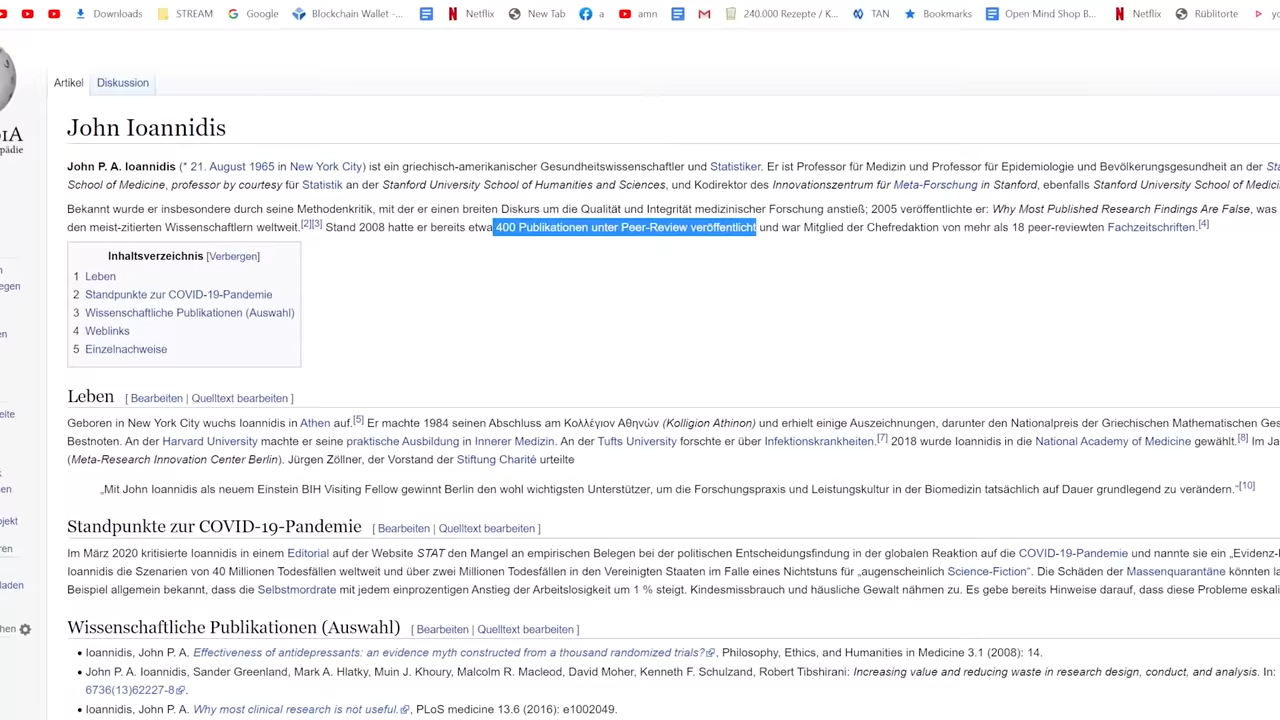 Downloads STREAM Google Blockchain Wallet -... Netflix New Tab a amn 240.000 Rezepte / K... TAN Bookmarks Open Mind Shop B... Netflix Rüblitorte
Artikel Diskussion
John Ioannidis
John P. A. Ioannidis (* 21. August 1965 in New York City) ist ein griechisch-amerikanischer Gesundheitswissenschaftler und Statistiker. Er ist Professor für Medizin und Professor für Epidemiologie und Bevölkerungsgesundheit an der
School of Medicine, professor by courtesy für Statistik an der Stanford University School of Humanities and Sciences, und Kodirektor des Innovationszentrum für Meta-Forschung in Stanford, ebenfalls Stanford University School of
Bekannt wurde er insbesondere durch seine Methodenkritik, mit der er einen breiten Diskurs um die Qualität und Integrität medizinischer Forschung anstieß; 2005 veröffentlichte er: Why Most Published Research Findings Are False, was
den meist-zitierten Wissenschaftlern weltweit.[2][3] Stand 2008 hatte er bereits etwa 400 Publikationen unter Peer-Review veröffentlicht und war Mitglied der Chefredaktion von mehr als 18 peer-reviewten Fachzeitschriften.[4]
Inhaltsverzeichnis [Verbergen]
1 Leben
2 Standpunkte zur COVID-19-Pandemie
3 Wissenschaftliche Publikationen (Auswahl)
4 Weblinks
5 Einzelnachweise
Leben [ Bearbeiten | Quelltext bearbeiten ]
Geboren in New York City wuchs Ioannidis in Athen auf.[5] Er machte 1984 seinen Abschluss am Κολλέγιον Αθηνών (Kolligion Athinon) und erhielt einige Auszeichnungen, darunter den Nationalpreis der Griechischen Mathematischen
Bestnoten. An der Harvard University machte er seine praktische Ausbildung in Innerer Medizin. An der Tufts University forschte er über Infektionskrankheiten.[7] 2018 wurde Ioannidis in die National Academy of Medicine gewählt.[8] Im
(Meta-Research Innovation Center Berlin). Jürgen Zöllner, der Vorstand der Stiftung Charité urteilte
„Mit John Ioannidis als neuem Einstein BIH Visiting Fellow gewinnt Berlin den wohl wichtigsten Unterstützer, um die Forschungspraxis und Leistungskultur in der Biomedizin tatsächlich auf Dauer grundlegend zu verändern.“[10]
Standpunkte zur COVID-19-Pandemie [ Bearbeiten | Quelltext bearbeiten ]
Im März 2020 kritisierte Ioannidis in einem Editorial auf der Website STAT den Mangel an empirischen Belegen bei der politischen Entscheidungsfindung in der globalen Reaktion auf die COVID-19-Pandemie und nannte sie ein
Ioannidis die Szenarien von 40 Millionen Todesfällen weltweit und über zwei Millionen Todesfällen in den Vereinigten Staaten im Falle eines Nichtstuns für „augenscheinlich Science-Fiction“. Die Schäden der Massenquarantäne könnten
Beispiel allgemein bekannt, dass die Selbstmordrate mit jedem einprozentigen Anstieg der Arbeitslosigkeit um 1 % steigt. Kindesmissbrauch und häusliche Gewalt nähmen zu. Es gebe bereits Hinweise darauf, dass diese Probleme
Wissenschaftliche Publikationen (Auswahl) [ Bearbeiten | Quelltext bearbeiten ]
• Ioannidis, John P. A. Effectiveness of antidepressants: an evidence myth constructed from a thousand randomized trials?, Philosophy, Ethics, and Humanities in Medicine 3.1 (2008): 14.
• John P. A. Ioannidis, Sander Greenland, Mark A. Hlatky, Muin J. Khoury, Malcolm R. Macleod, David Moher, Kenneth F. Schulzand, Robert Tibshirani: Increasing value and reducing waste in research design, conduct, and analysis. In:
6736(13)62227-8.
• Ioannidis, John P. A. Why most clinical research is not useful., PLoS medicine 13.6 (2016): e1002049.